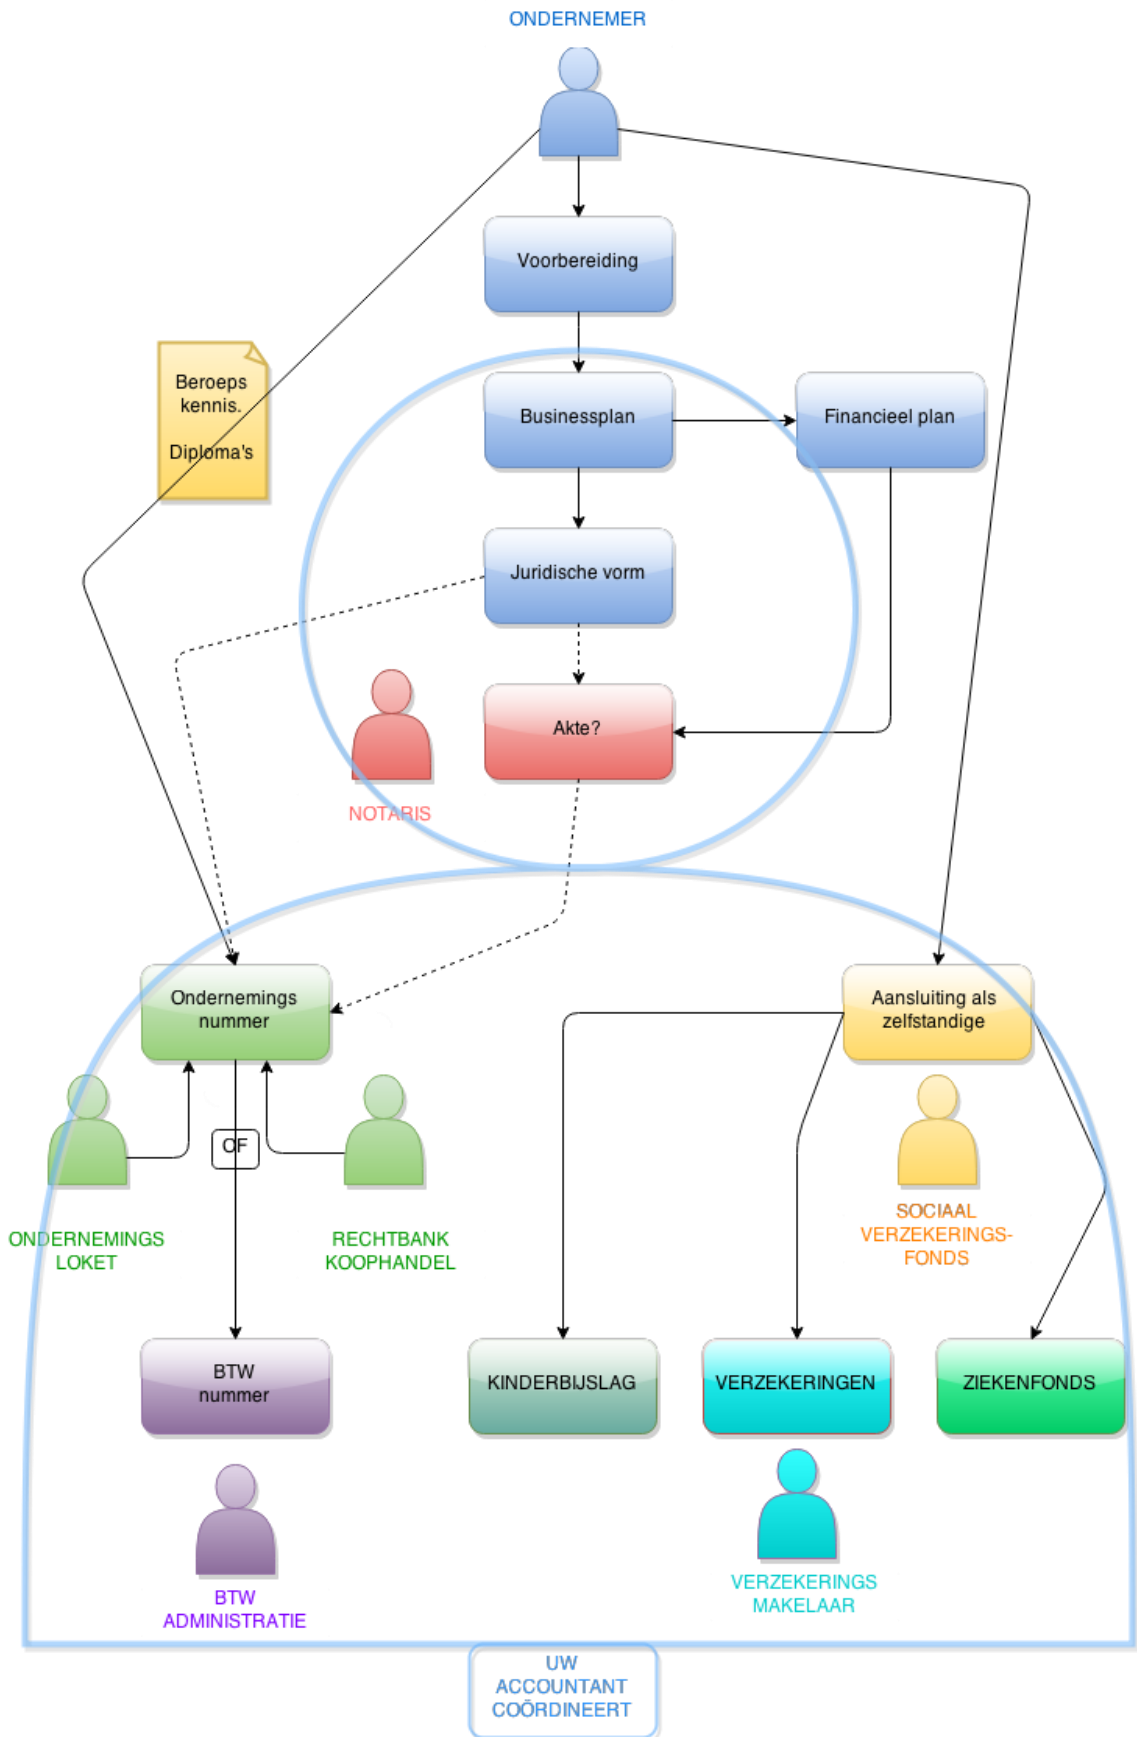 ONDERNEMER
Voorbereiding
Beroeps
kennis.
Diploma's
Businessplan
Financieel plan
Juridische vorm
Akte?
NOTARIS
Ondernemings
nummer
Aansluiting als
zelfstandige
OF
ONDERNEMINGS
LOKET
RECHTBANK
KOOPHANDEL
SOCIAAL
VERZEKERINGS-
FONDS
BTW
nummer
KINDERBIJSLAG
VERZEKERINGEN
ZIEKENFONDS
BTW
ADMINISTRATIE
VERZEKERINGS
MAKELAAR
UW
ACCOUNTANT
COÖRDINEERT